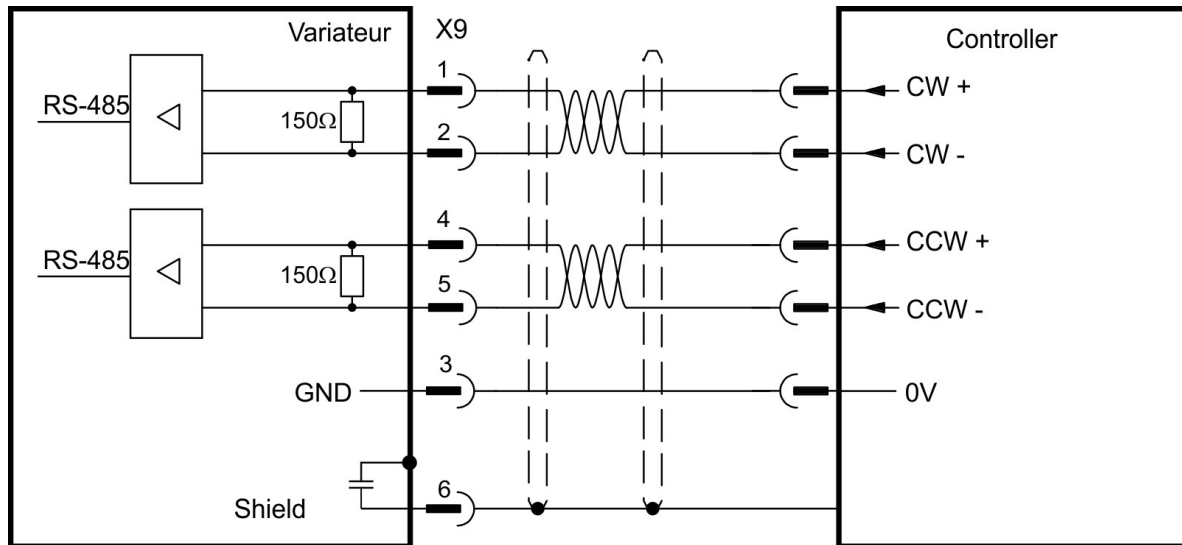 Variateur
X9
Controller
1
CW +
RS-485
150Ω
2
CW -
4
CCW +
RS-485
150Ω
5
CCW -
3
GND
0V
6
Shield